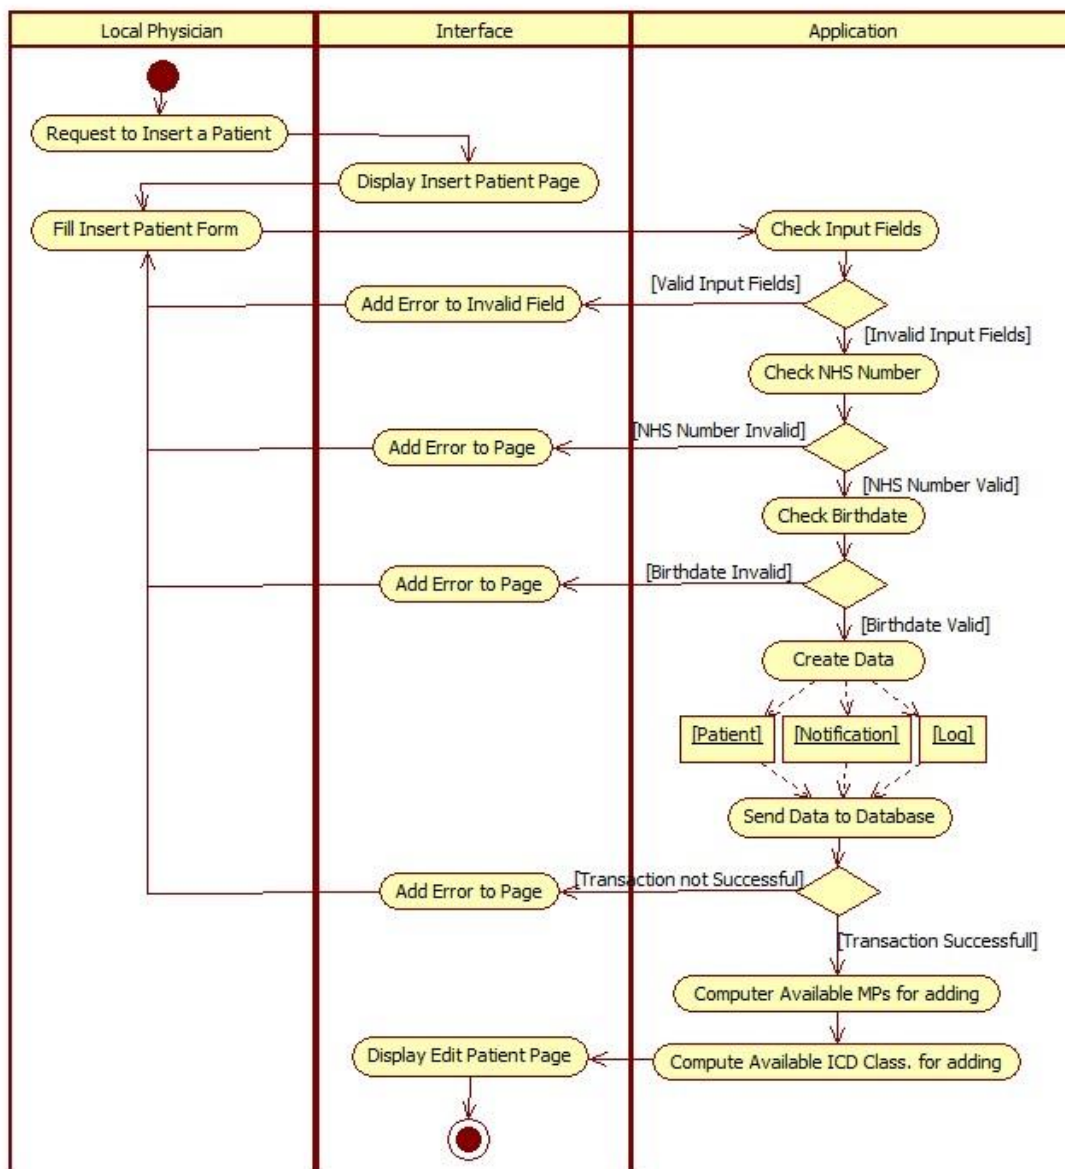 Local Physician
Interface
Application
Request to Insert a Patient
Display Insert Patient Page
Fill Insert Patient Form
Check Input Fields
[Valid Input Fields]
Add Error to Invalid Field
[Invalid Input Fields]
Check NHS Number
[NHS Number Invalid]
Add Error to Page
[NHS Number Valid]
Check Birthdate
[Birthdate Invalid]
Add Error to Page
[Birthdate Valid]
Create Data
[Patient]
[Notification]
[Log]
Send Data to Database
[Transaction not Successful]
Add Error to Page
[Transaction Successfull]
Computer Available MPs for adding
Display Edit Patient Page
Compute Available ICD Class. for adding